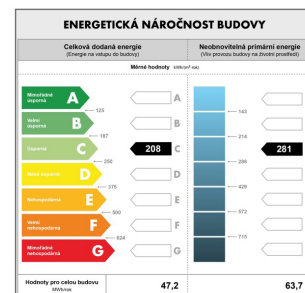 ENERGETICKÁ NÁROČNOST BUDOVY
Celková dodaná energie
(Energie na vstupu do budovy)
Neobnovitelná primární energie
(Vliv provozu budovy na životní prostředí)
Měrné hodnoty kWh/(m²·rok)
Mimořádně úsporná A A
125 143
Velmi úsporná B B
187 214
Úsporná C 208 C 281
250 286
Méně úsporná D D
375 429
Nehospodárná E E
500 572
Velmi nehospodárná F F
624 715
Mimořádně nehospodárná G G
Hodnoty pro celou budovu
MWh/rok
47,2 63,7